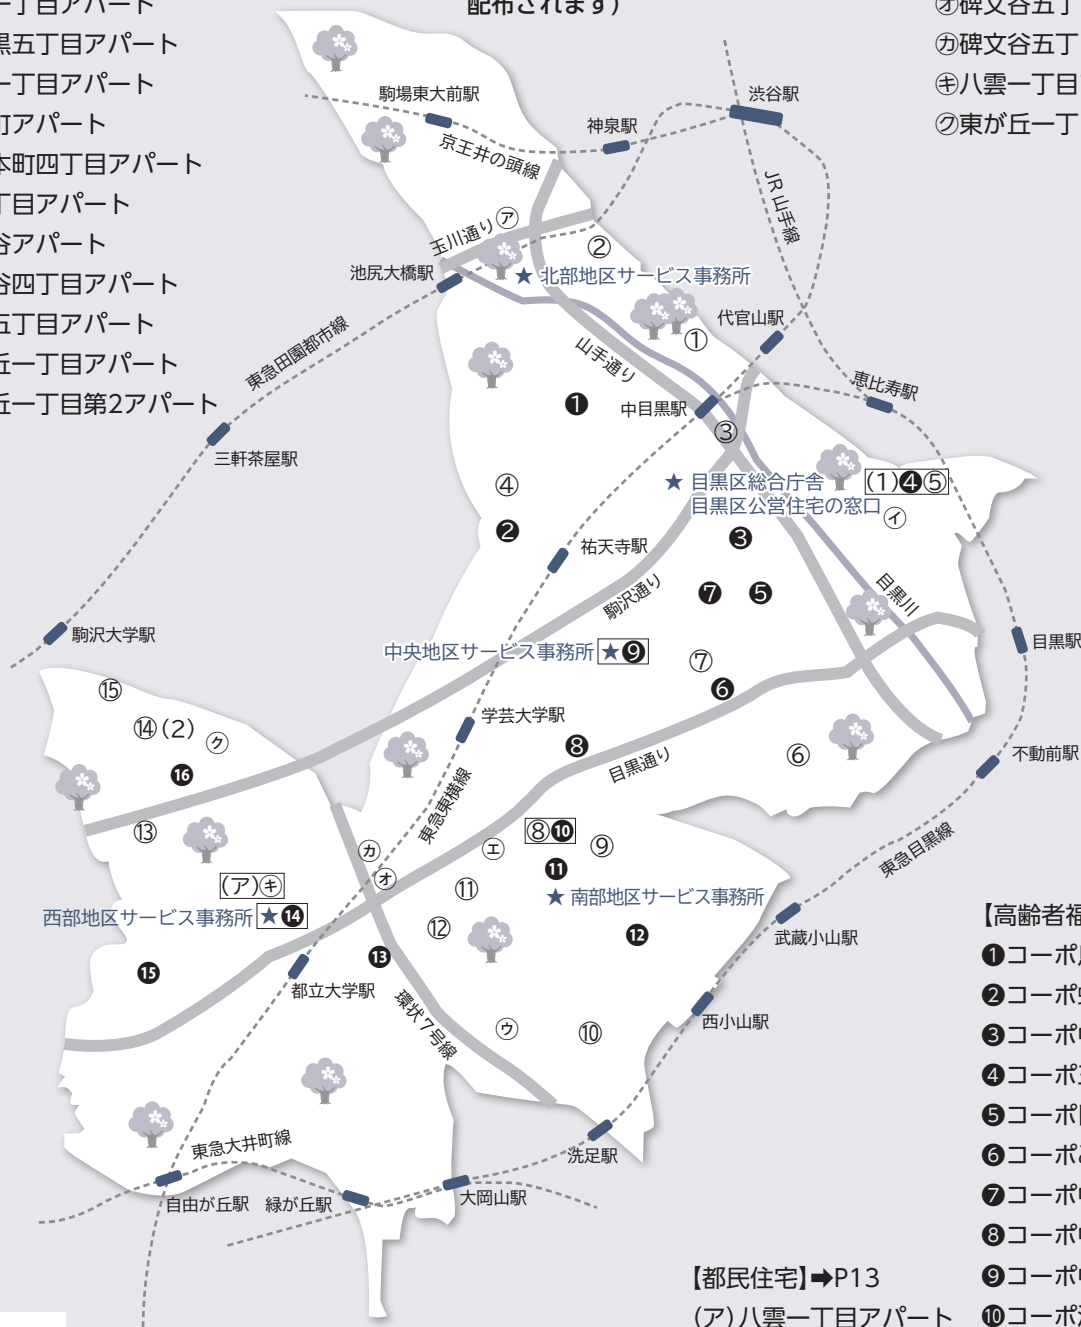 一丁目アパート
黒五丁目アパート
一丁目アパート
町アパート
本町四丁目アパート
丁目アパート
谷アパート
谷四丁目アパート
五丁目アパート
丘一丁目アパート
丘一丁目第2アパート
配布されます）
㋔碑文谷五丁
㋕碑文谷五丁
㋖八雲一丁目
㋗東が丘一丁
駒場東大前駅
渋谷駅
神泉駅
京王井の頭線
JR山手線
玉川通り
㋐
②
池尻大橋駅
★北部地区サービス事務所
代官山駅
①
山手通り
東急田園都市線
恵比寿駅
❶
中目黒駅
③
三軒茶屋駅
④
★目黒区総合庁舎
目黒区公営住宅の窓口
(1)❹⑤
㋑
❷
❸
祐天寺駅
駒沢通り
❼
❺
目黒川
駒沢大学駅
目黒駅
中央地区サービス事務所★❾
⑦
❻
⑮
⑭(2)
㋗
学芸大学駅
❽
目黒通り
⑥
不動前駅
⓰
東急東横線
⑬
㋕
㋓
⑧❿
⑨
東急目黒線
㋔
⓫
(ア)㋖
⑪
★南部地区サービス事務所
西部地区サービス事務所★⓮
⑫
⓬
武蔵小山駅
⓭
⓯
都立大学駅
環状7号線
㋒
⑩
西小山駅
東急大井町線
洗足駅
自由が丘駅
緑が丘駅
大岡山駅
【都民住宅】➡P13
(ア)八雲一丁目アパート
【高齢者福
❶コーポ
❷コーポ
❸コーポ
❹コーポ
❺コーポ
❻コーポ
❼コーポ
❽コーポ
❾コーポ
❿コーポ